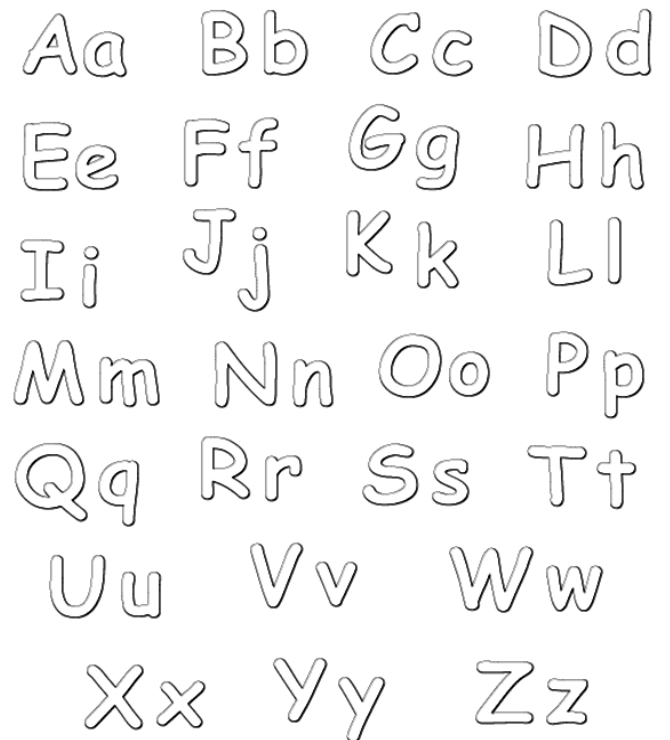 Aa Bb Cc Dd
Ee Ff Gg Hh
Ii Jj Kk Ll
Mm Nn Oo Pp
Qq Rr Ss Tt
Uu Vv Ww
Xx Yy Zz